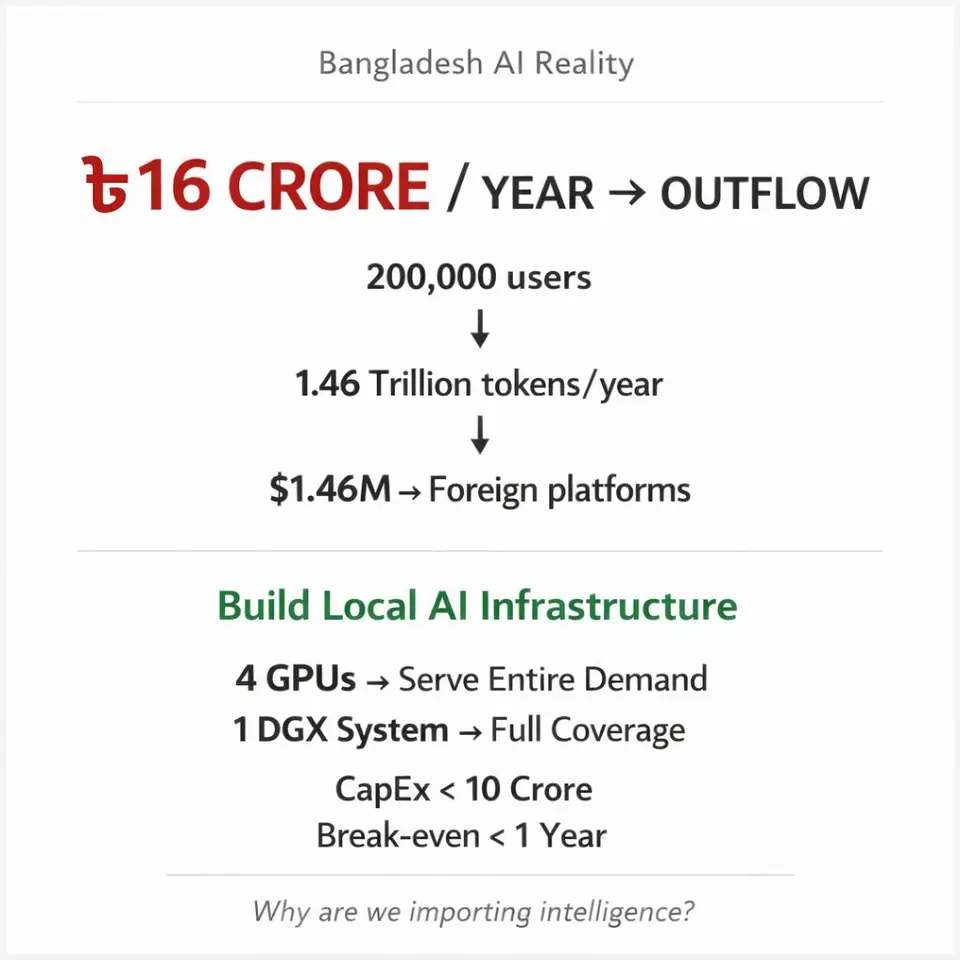 Bangladesh AI Reality
৳16 CRORE / YEAR → OUTFLOW
200,000 users
↓
1.46 Trillion tokens/year
↓
$1.46M → Foreign platforms
Build Local AI Infrastructure
4 GPUs → Serve Entire Demand
1 DGX System → Full Coverage
CapEx < 10 Crore
Break-even < 1 Year
Why are we importing intelligence?